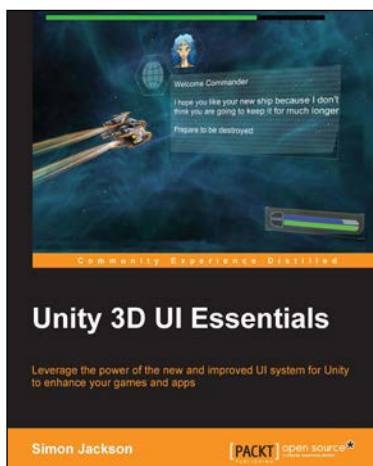 Welcome Commander
I hope you like your new ship because I don't
think you are going to keep it for much longer
Prepare to be destroyed
Community Experience Distilled
Unity 3D UI Essentials
Leverage the power of the new and improved UI system for Unity
to enhance your games and apps
Simon Jackson
[PACKT] open source*
PUBLISHING